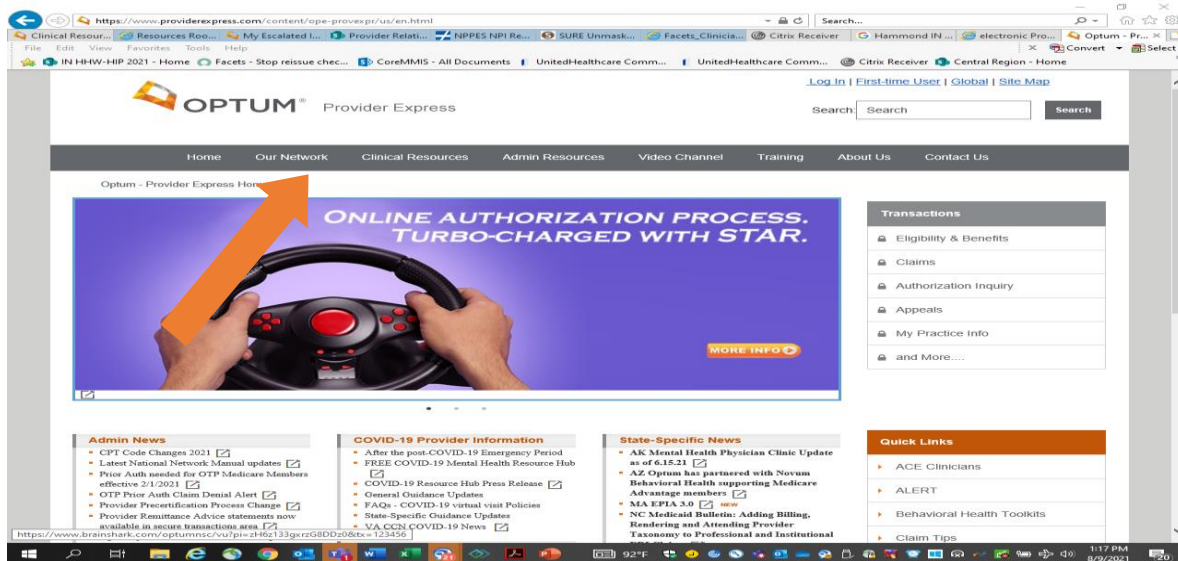 https://www.providerexpress.com/content/ope-provexpr/us/en.html
Search...
Clinical Resour...
Resources Roo...
My Escalated I...
Provider Relati...
NPPES NPI Re...
SURE Unmask...
Facets_Clinicia...
Citrix Receiver
Hammond IN ...
electronic Pro...
Optum - Pr...
File Edit View Favorites Tools Help
Convert
Select
IN HHW-HIP 2021 - Home
Facets - Stop reissue chec...
CoreMMIS - All Documents
UnitedHealthcare Comm...
UnitedHealthcare Comm...
Citrix Receiver
Central Region - Home
Log In | First-time User | Global | Site Map
OPTUM® Provider Express
Search: Search
Search
Home Our Network Clinical Resources Admin Resources Video Channel Training About Us Contact Us
Optum - Provider Express
ONLINE AUTHORIZATION PROCESS.
TURBO-CHARGED WITH STAR.
MORE INFO
Transactions
Eligibility & Benefits
Claims
Authorization Inquiry
Appeals
My Practice Info
and More....
Admin News
CPT Code Changes 2021
Latest National Network Manual updates
Prior Auth needed for OTP Medicare Members
effective 2/1/2021
OTP Prior Auth Claim Denial Alert
Provider Precertification Process Change
Provider Remittance Advice statements now
available in secure transactions area
COVID-19 Provider Information
After the post-COVID-19 Emergency Period
FREE COVID-19 Mental Health Resource Hub
COVID-19 Resource Hub Press Release
General Guidance Updates
FAQs - COVID-19 virtual visit Policies
State-Specific Guidance Updates
VA CCN COVID-19 News
State-Specific News
AK Mental Health Physician Clinic Update
as of 6.15.21
AZ Optum has partnered with Novum
Behavioral Health supporting Medicare
Advantage members
MA EPIA 3.0 NEW
NC Medicaid Bulletin: Adding Billing,
Rendering and Attending Provider
Taxonomy to Professional and Institutional
Quick Links
ACE Clinicians
ALERT
Behavioral Health Toolkits
Claim Tips
https://www.brainshark.com/optumnsc/vu?pi=zH6z133gxrzG8DDz0&tx=123456
92°F
1:17 PM
8/9/2021
20